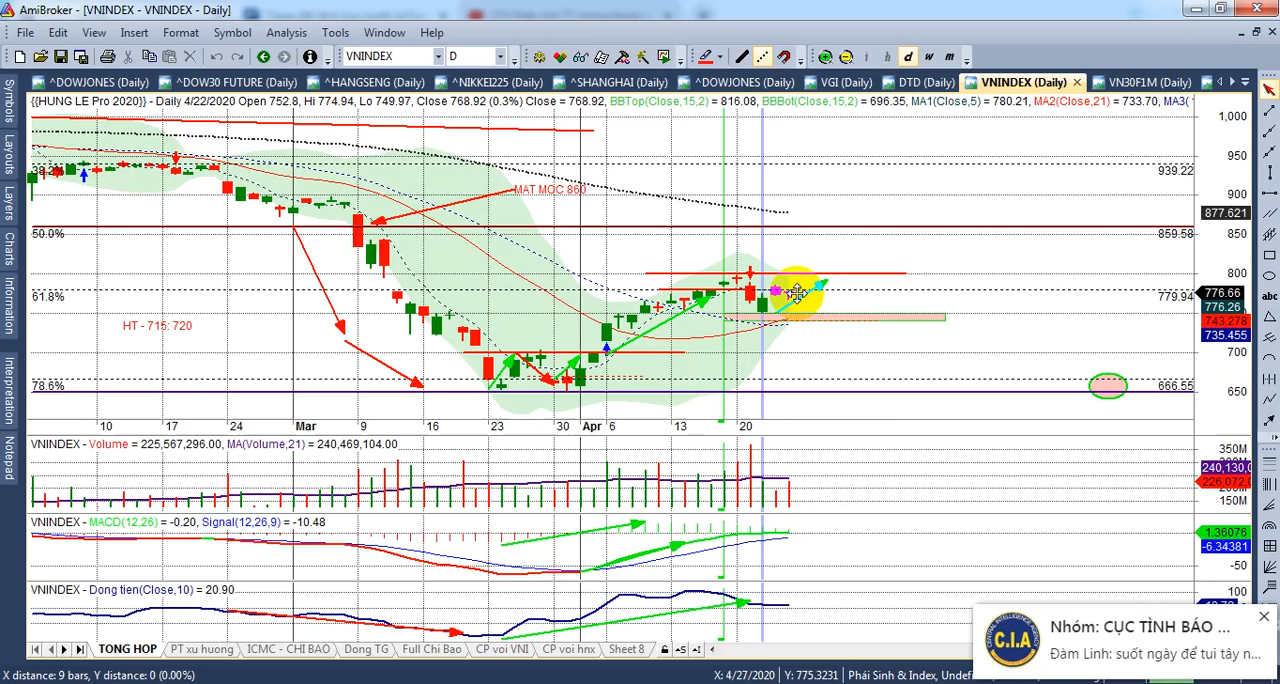 AmiBroker - [VNINDEX - VNINDEX - Daily]
File Edit View Insert Format Symbol Analysis Tools Window Help
VNINDEX D i d w m
^DOWJONES (Daily) ^DOW30 FUTURE (Daily) ^HANGSENG (Daily) ^NIKKEI225 (Daily) ^SHANGHAI (Daily) ^DOWJONES (Daily) VGI (Daily) DTD (Daily) VNINDEX (Daily) VN30F1M (Daily)
{{HUNG LE Pro 2020}} - Daily 4/22/2020 Open 752.8, Hi 774.94, Lo 749.97, Close 768.92 (0.3%) Close = 768.92, BBTop(Close,15,2) = 816.08, BBBot(Close,15,2) = 696.35, MA1(Close,5) = 780.21, MA2(Close,21) = 733.70, MA3(
Symbols
Layouts
Layers
Charts
Information
Interpretation
Notepad
1,000
950
38.2%
939.22
MAT MOC 860
900
877.621
50.0%
850
859.58
800
61.8%
779.94
776.66
776.26
743.278
735.455
HT - 715: 720
700
78.6%
666.55
650
10 17 24 Mar 9 16 23 30 Apr 6 13 20
VNINDEX - Volume = 225,567,296.00, MA(Volume,21) = 240,469,104.00
350M
240,130,0
226,072,0
150M
VNINDEX - MACD(12,26) = -0.20, Signal(12,26,9) = -10.48
1.36076
-6.34381
-50
VNINDEX - Dong tien(Close,10) = 20.90
100
Nhóm: CỤC TÌNH BÁO ...
Đàm Linh: suốt ngày để tui tây n...
C.I.A
TONG HOP PT xu huong ICMC - CHI BAO Dong TG Full Chi Bao CP voi VNI CP voi hnx Sheet 8
X distance: 9 bars, Y distance: 0 (0.00%) X: 4/27/2020 Y: 775.3231 Phái Sinh & Index, Undefi